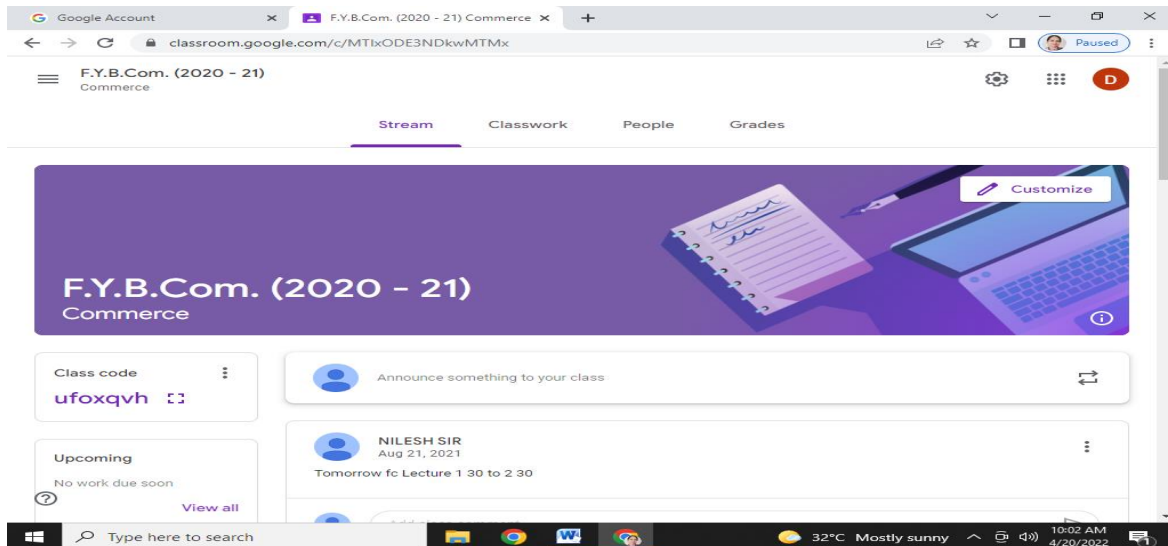 Google Account
F.Y.B.Com. (2020 - 21) Commerce
classroom.google.com/c/MTIxODE3NDkwMTMx
Paused
F.Y.B.Com. (2020 - 21)
Commerce
D
Stream Classwork People Grades
Customize
F.Y.B.Com. (2020 - 21)
Commerce
Class code
ufoxqvh
Announce something to your class
NILESH SIR
Aug 21, 2021
Tomorrow fc Lecture 1 30 to 2 30
Upcoming
No work due soon
View all
Type here to search
32°C Mostly sunny
10:02 AM
4/20/2022
1